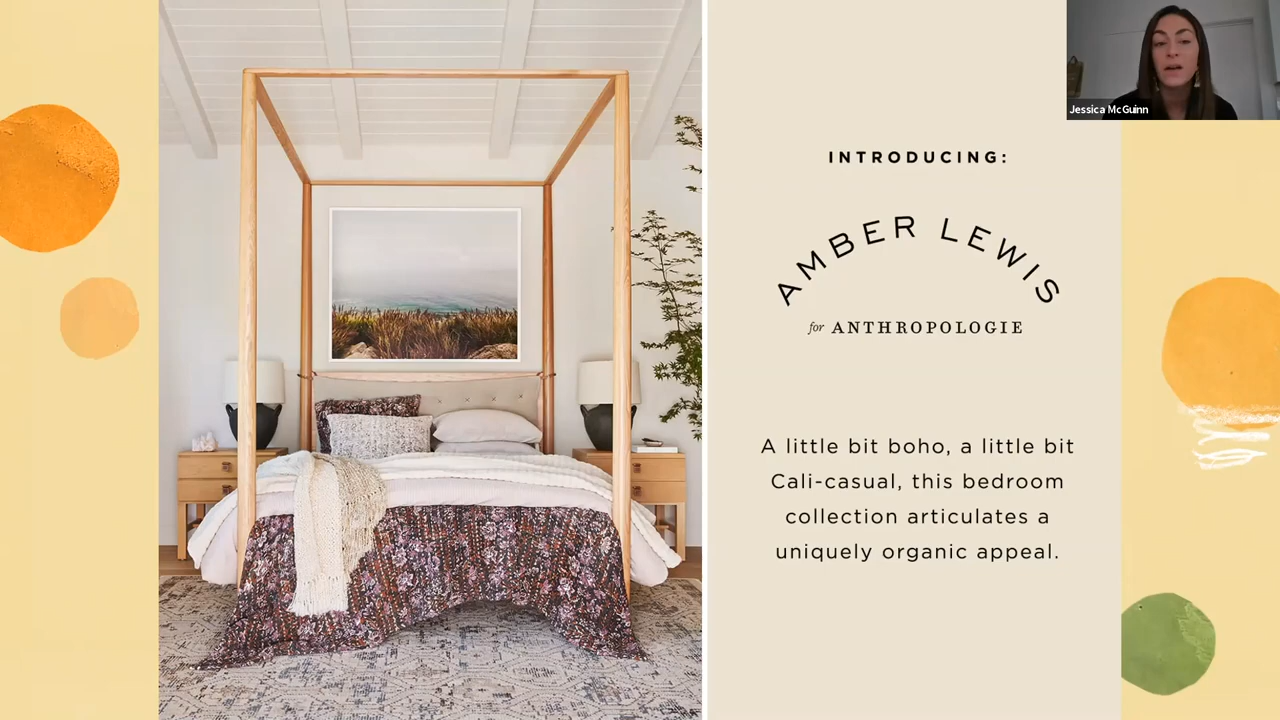 Jessica McGuinn
INTRODUCING:
AMBER LEWIS
for ANTHROPOLOGIE
A little bit boho, a little bit
Cali-casual, this bedroom
collection articulates a
uniquely organic appeal.